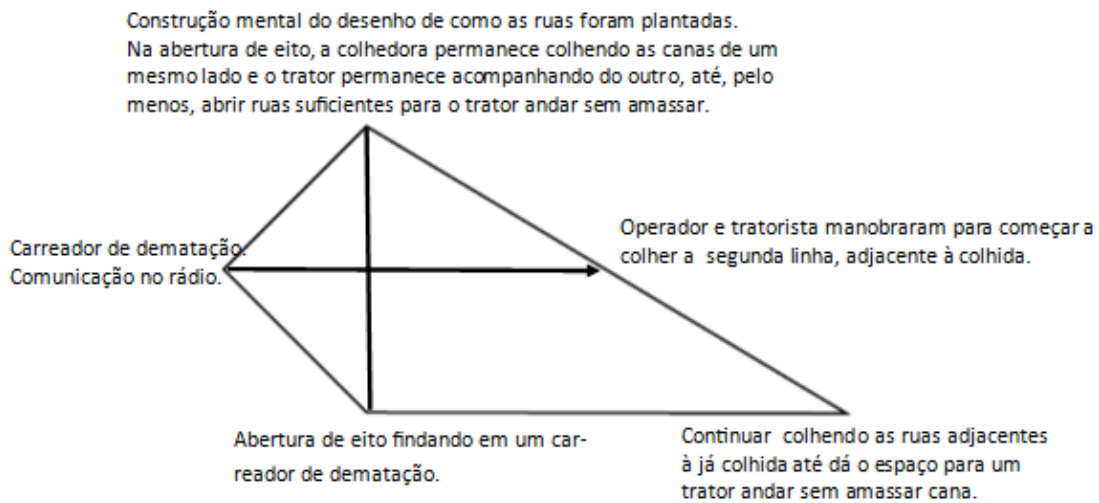 Construção mental do desenho de como as ruas foram plantadas.
Na abertura de eito, a colhedora permanece colhendo as canas de um
mesmo lado e o trator permanece acompanhando do outro, até, pelo
menos, abrir ruas suficientes para o trator andar sem amassar.
Carreador de dematação.
Comunicação no rádio.
Operador e tratorista manobraram para começar a
colher a segunda linha, adjacente à colhida.
Abertura de eito findando em um car-
reador de dematação.
Continuar colhendo as ruas adjacentes
à já colhida até dá o espaço para um
trator andar sem amassar cana.